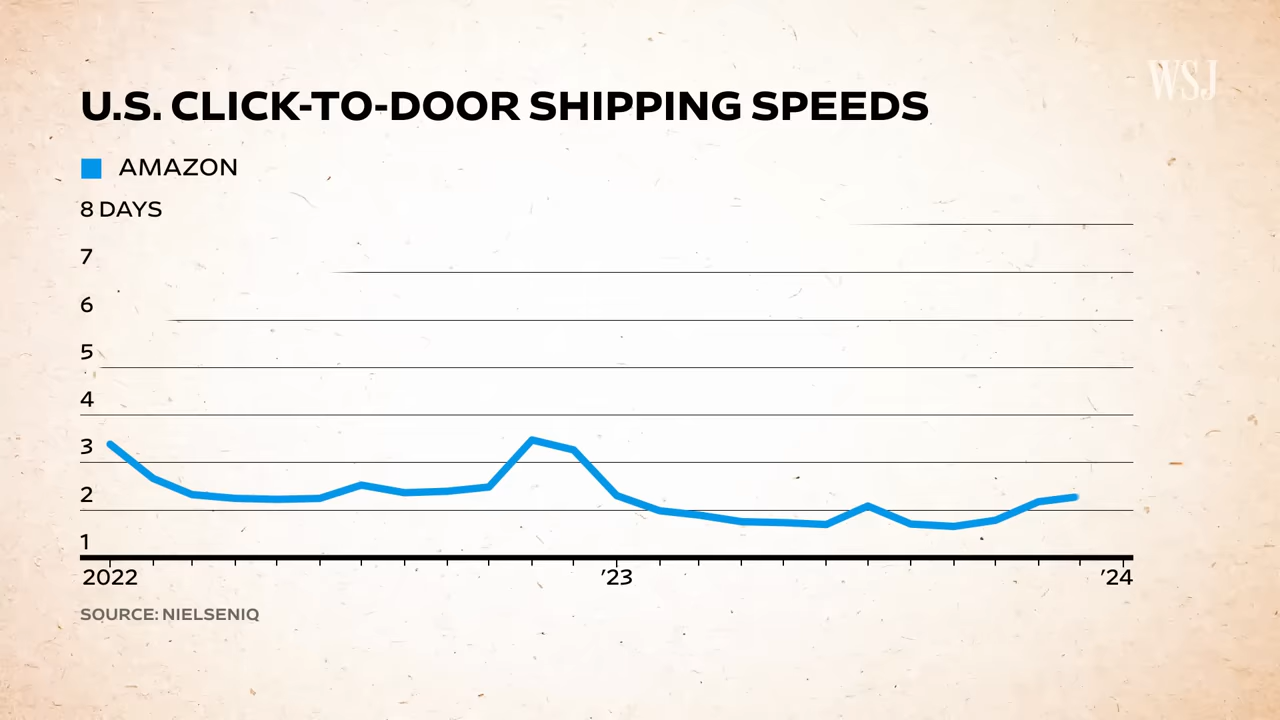 WSJ
U.S. CLICK-TO-DOOR SHIPPING SPEEDS
AMAZON
8 DAYS
7
6
5
4
3
2
1
2022 ’23 ’24
SOURCE: NIELSENIQ